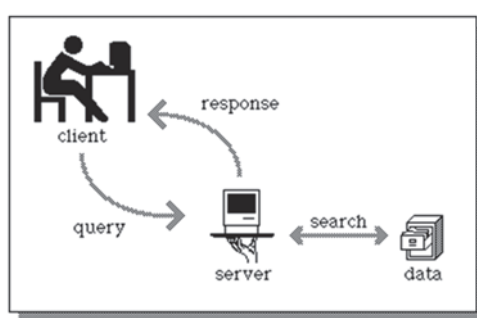 response
client
query
search
server
data